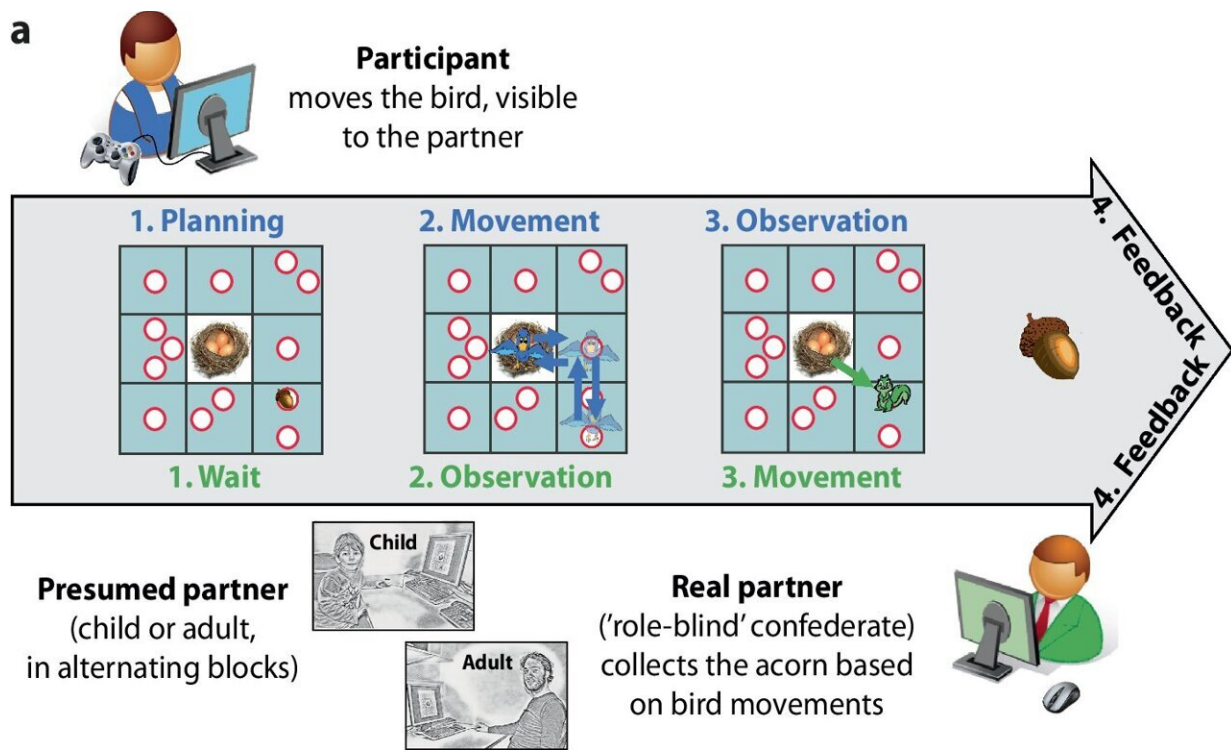 a
Participant
moves the bird, visible
to the partner
1. Planning
2. Movement
3. Observation
4. Feedback
1. Wait
2. Observation
3. Movement
4. Feedback
Presumed partner
(child or adult,
in alternating blocks)
Child
Adult
Real partner
('role-blind' confederate)
collects the acorn based
on bird movements